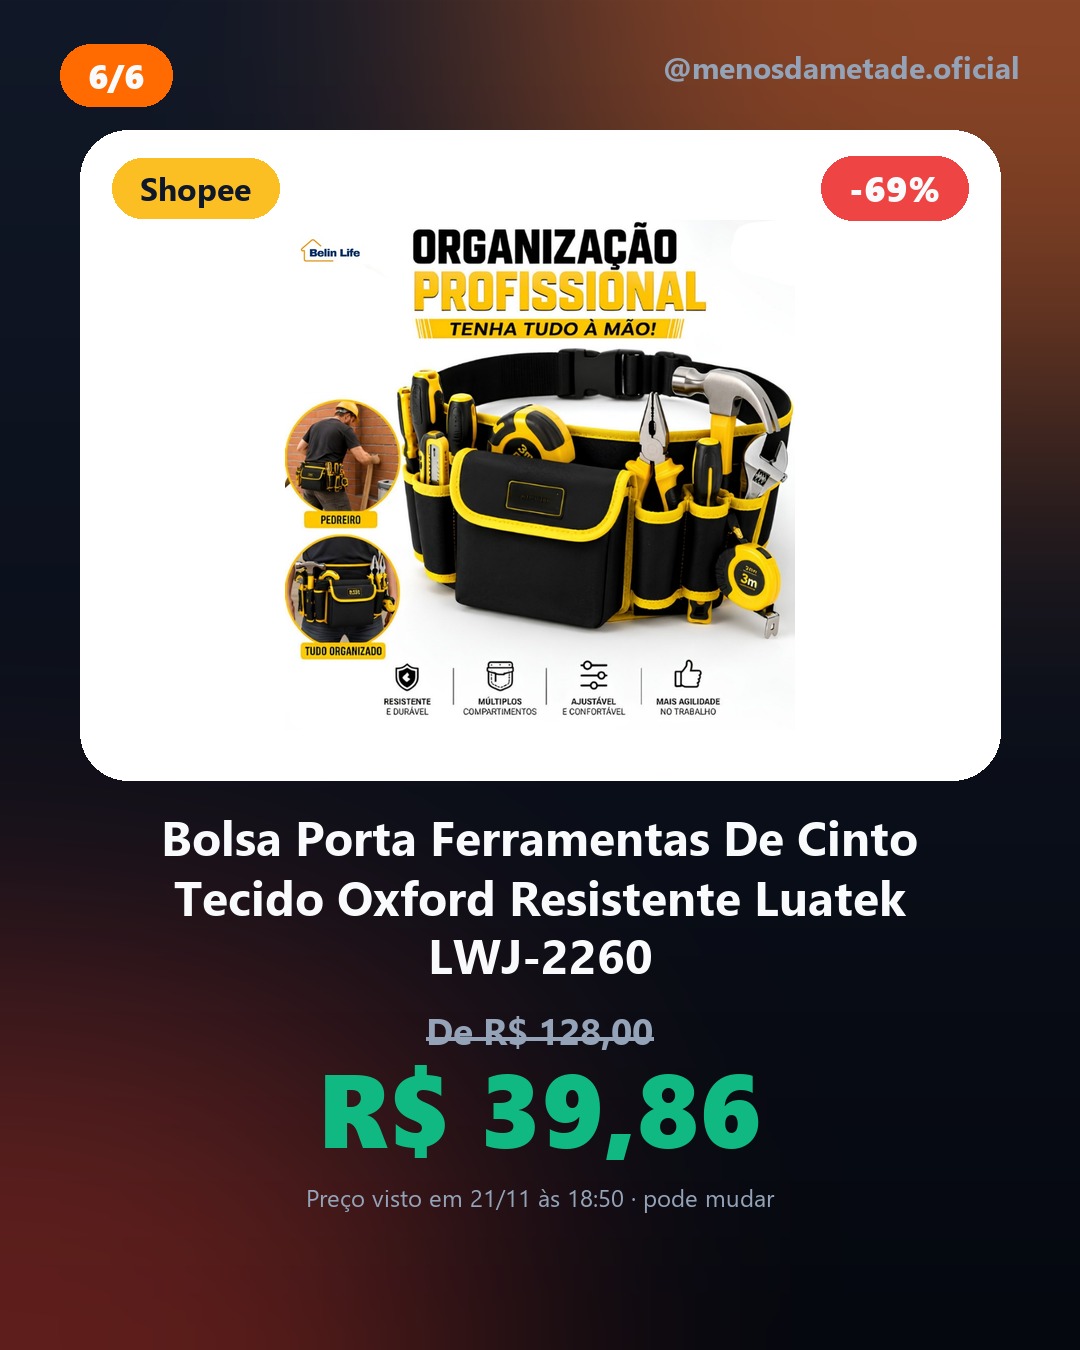 6/6
@menosdametade.oficial
Shopee
-69%
Belin Life
ORGANIZAÇÃO
PROFISSIONAL
TENHA TUDO À MÃO!
PEDREIRO
TUDO ORGANIZADO
3m
3m
RESISTENTE
E DURÁVEL
MÚLTIPLOS
COMPARTIMENTOS
AJUSTÁVEL
E CONFORTÁVEL
MAIS AGILIDADE
NO TRABALHO
Bolsa Porta Ferramentas De Cinto
Tecido Oxford Resistente Luatek
LWJ-2260
De R$ 128,00
R$ 39,86
Preço visto em 21/11 às 18:50 · pode mudar